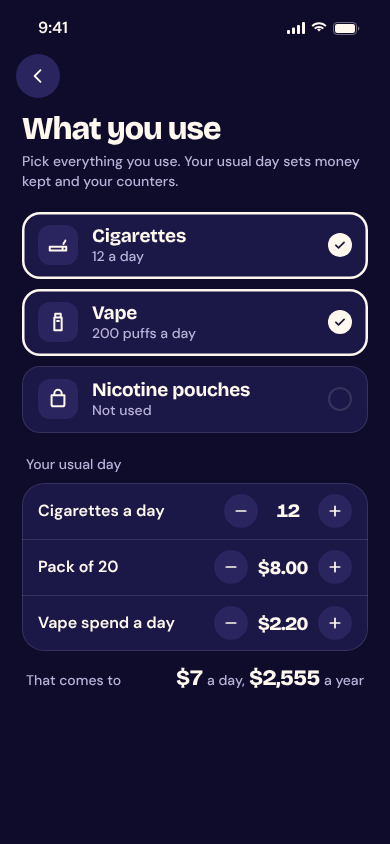 9:41
What you use
Pick everything you use. Your usual day sets money
kept and your counters.
Cigarettes
12 a day
Vape
200 puffs a day
Nicotine pouches
Not used
Your usual day
Cigarettes a day − 12 +
Pack of 20 − $8.00 +
Vape spend a day − $2.20 +
That comes to $7 a day, $2,555 a year